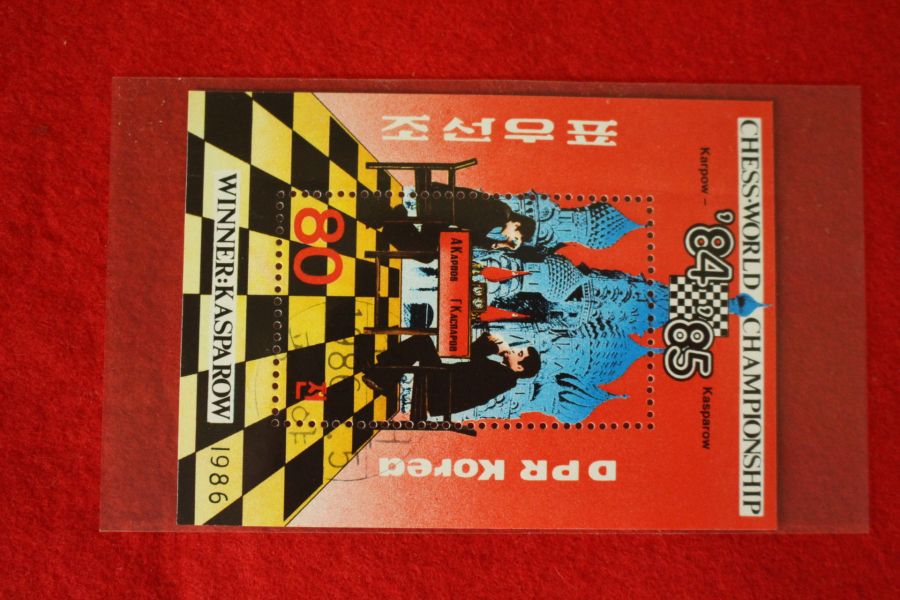 CHESS-WORLD CHAMPIONSHIP
Karpow – '84-'85 Kasparow
조선우표
DPR Korea
А.КАРПОВ Г.КАСПАРОВ
80 전
WINNER:KASPAROW
1986